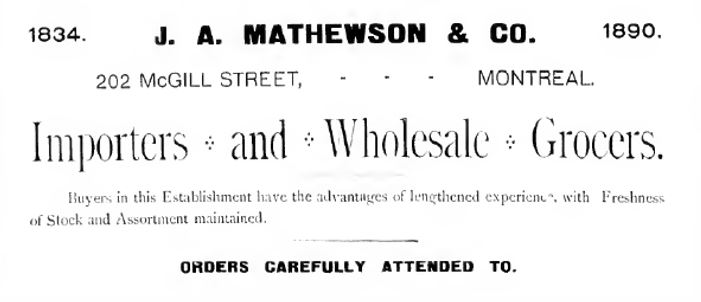 1834. J. A. MATHEWSON & CO. 1890.
202 McGILL STREET, - - - MONTREAL.
Importers ⁘ and ⁘ Wholesale ⁘ Grocers.
Buyers in this Establishment have the advantages of lengthened experience, with Freshness
of Stock and Assortment maintained.
ORDERS CAREFULLY ATTENDED TO.